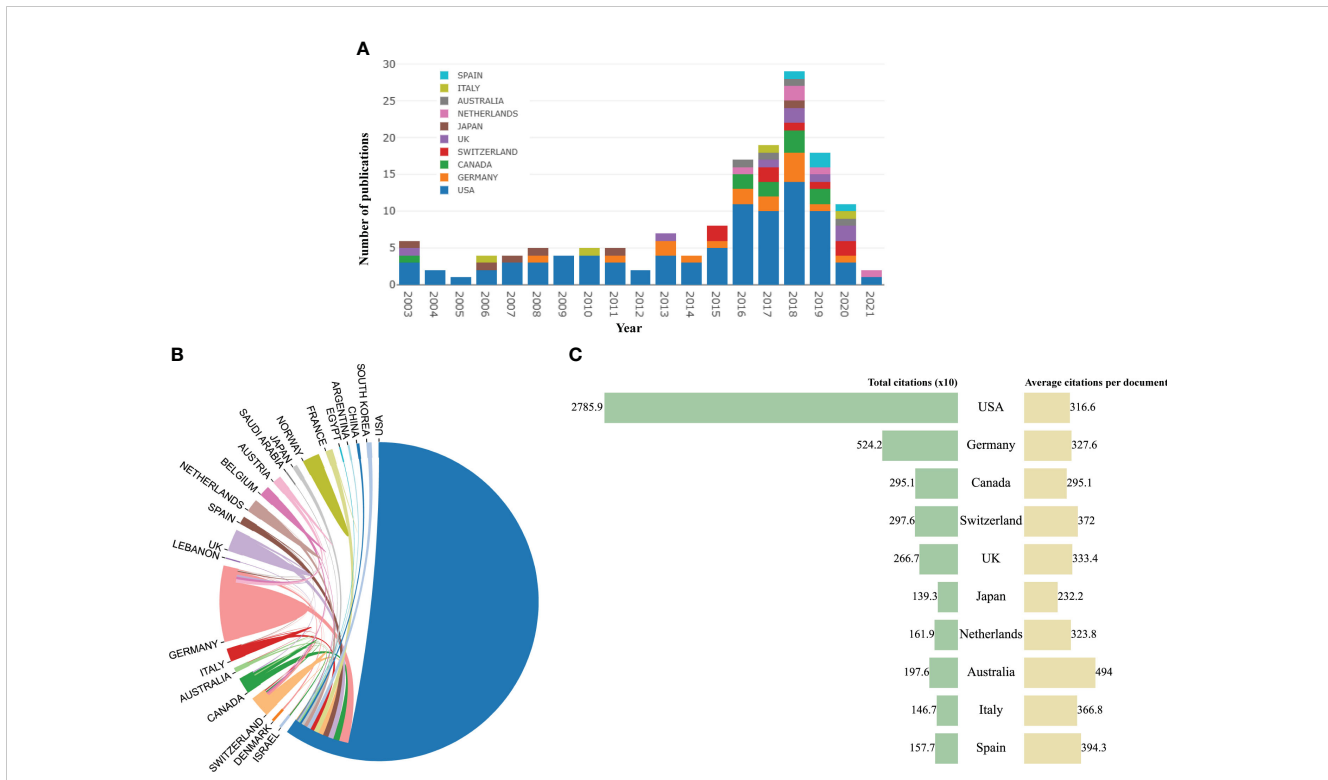 A
30
25
20
15
10
5
0
Number of publications
SPAIN
ITALY
AUSTRALIA
NETHERLANDS
JAPAN
UK
SWITZERLAND
CANADA
GERMANY
USA
2003 2004 2005 2006 2007 2008 2009 2010 2011 2012 2013 2014 2015 2016 2017 2018 2019 2020 2021
Year
B
USA
SOUTH KOREA
CHINA
ARGENTINA
EGYPT
FRANCE
NORWAY
JAPAN
SAUDI ARABIA
AUSTRIA
BELGIUM
NETHERLANDS
SPAIN
UK
LEBANON
GERMANY
ITALY
AUSTRALIA
CANADA
SWITZERLAND
DENMARK
ISRAEL
C
Total citations (x10) Average citations per document
2785.9 USA 316.6
524.2 Germany 327.6
295.1 Canada 295.1
297.6 Switzerland 372
266.7 UK 333.4
139.3 Japan 232.2
161.9 Netherlands 323.8
197.6 Australia 494
146.7 Italy 366.8
157.7 Spain 394.3